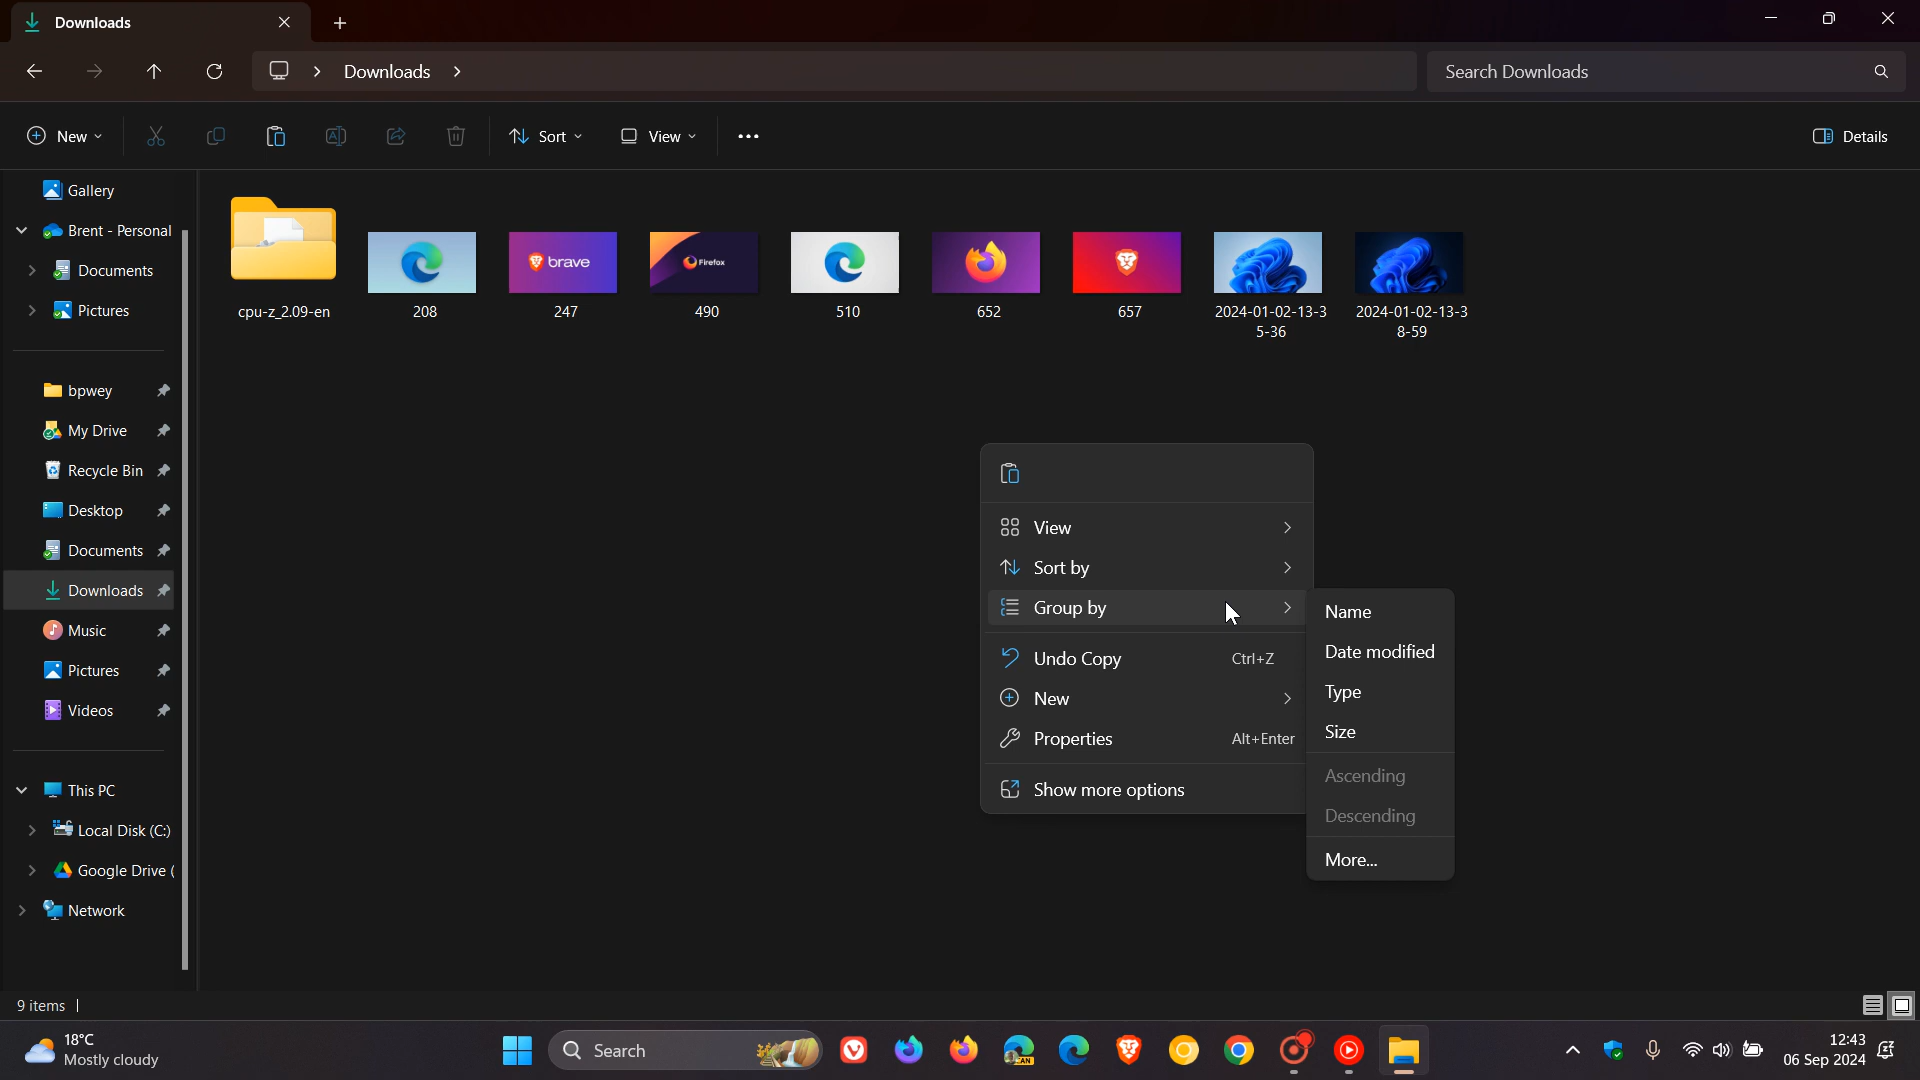 Downloads
Downloads
Search Downloads
New
Sort
View
Details
Gallery
Brent - Personal
Documents
Pictures
bpwey
My Drive
Recycle Bin
Desktop
Documents
Downloads
Music
Pictures
Videos
This PC
Local Disk (C:)
Google Drive (
Network
brave
Firefox
cpu-z_2.09-en
208
247
490
510
652
657
2024-01-02-13-3
5-36
2024-01-02-13-3
8-59
View
Sort by
Group by
Undo Copy Ctrl+Z
New
Properties Alt+Enter
Show more options
Name
Date modified
Type
Size
Ascending
Descending
More...
9 items
18°C
Mostly cloudy
Search
CAN
12:43
06 Sep 2024